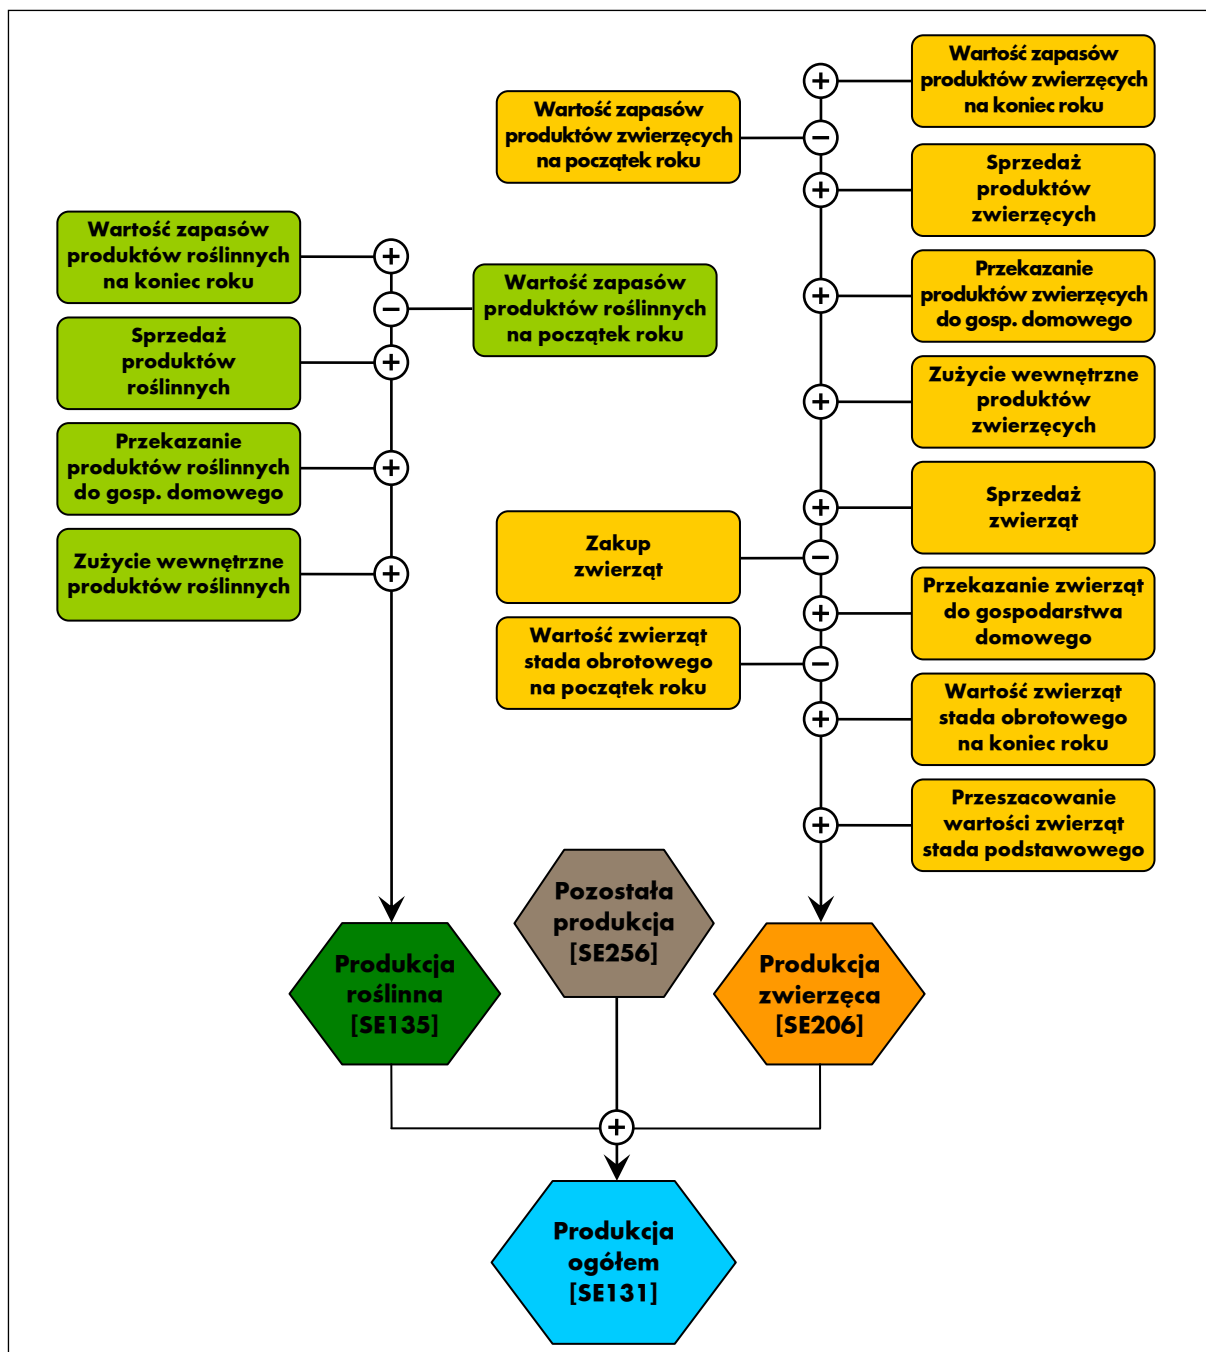 Wartość zapasów
produktów zwierzęcych
na koniec roku
Wartość zapasów
produktów zwierzęcych
na początek roku
Sprzedaż
produktów
zwierzęcych
Wartość zapasów
produktów roślinnych
na koniec roku
Wartość zapasów
produktów roślinnych
na początek roku
Przekazanie
produktów zwierzęcych
do gosp. domowego
Sprzedaż
produktów
roślinnych
Zużycie wewnętrzne
produktów
zwierzęcych
Przekazanie
produktów roślinnych
do gosp. domowego
Sprzedaż
zwierząt
Zużycie wewnętrzne
produktów roślinnych
Zakup
zwierząt
Przekazanie zwierząt
do gospodarstwa
domowego
Wartość zwierząt
stada obrotowego
na początek roku
Wartość zwierząt
stada obrotowego
na koniec roku
Przeszacowanie
wartości zwierząt
stada podstawowego
Pozostała
produkcja
[SE256]
Produkcja
roślinna
[SE135]
Produkcja
zwierzęca
[SE206]
Produkcja
ogółem
[SE131]